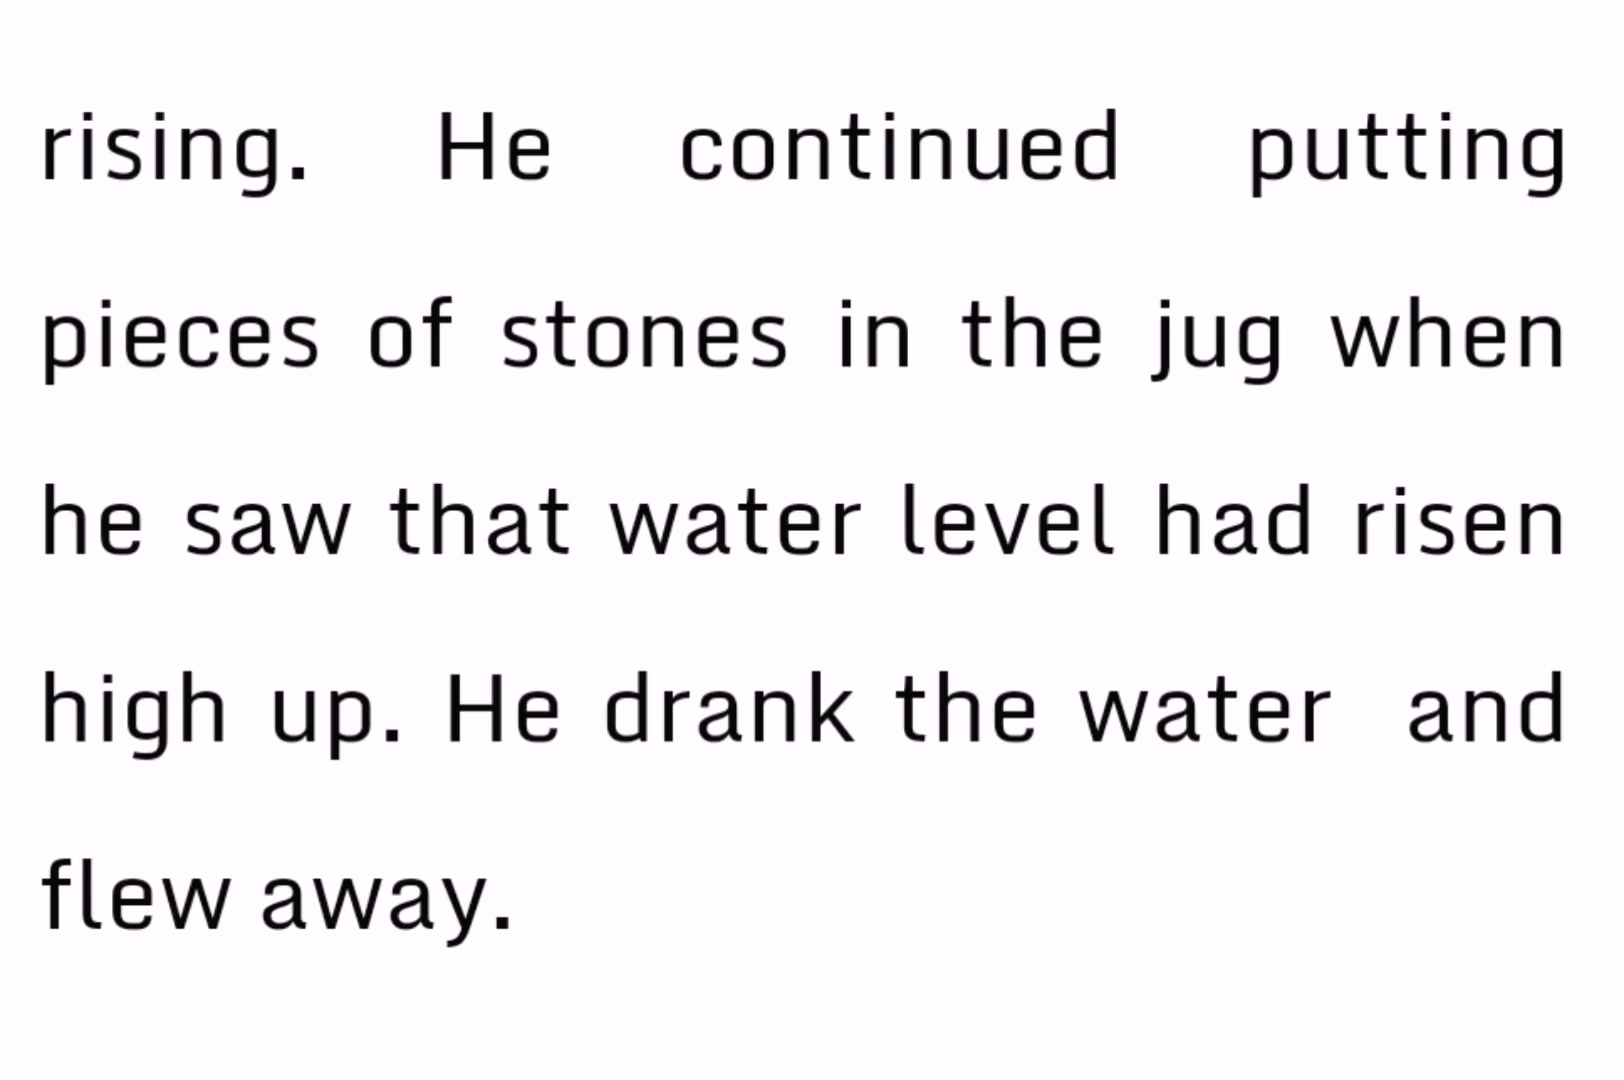 rising. He continued putting
pieces of stones in the jug when
he saw that water level had risen
high up. He drank the water and
flew away.